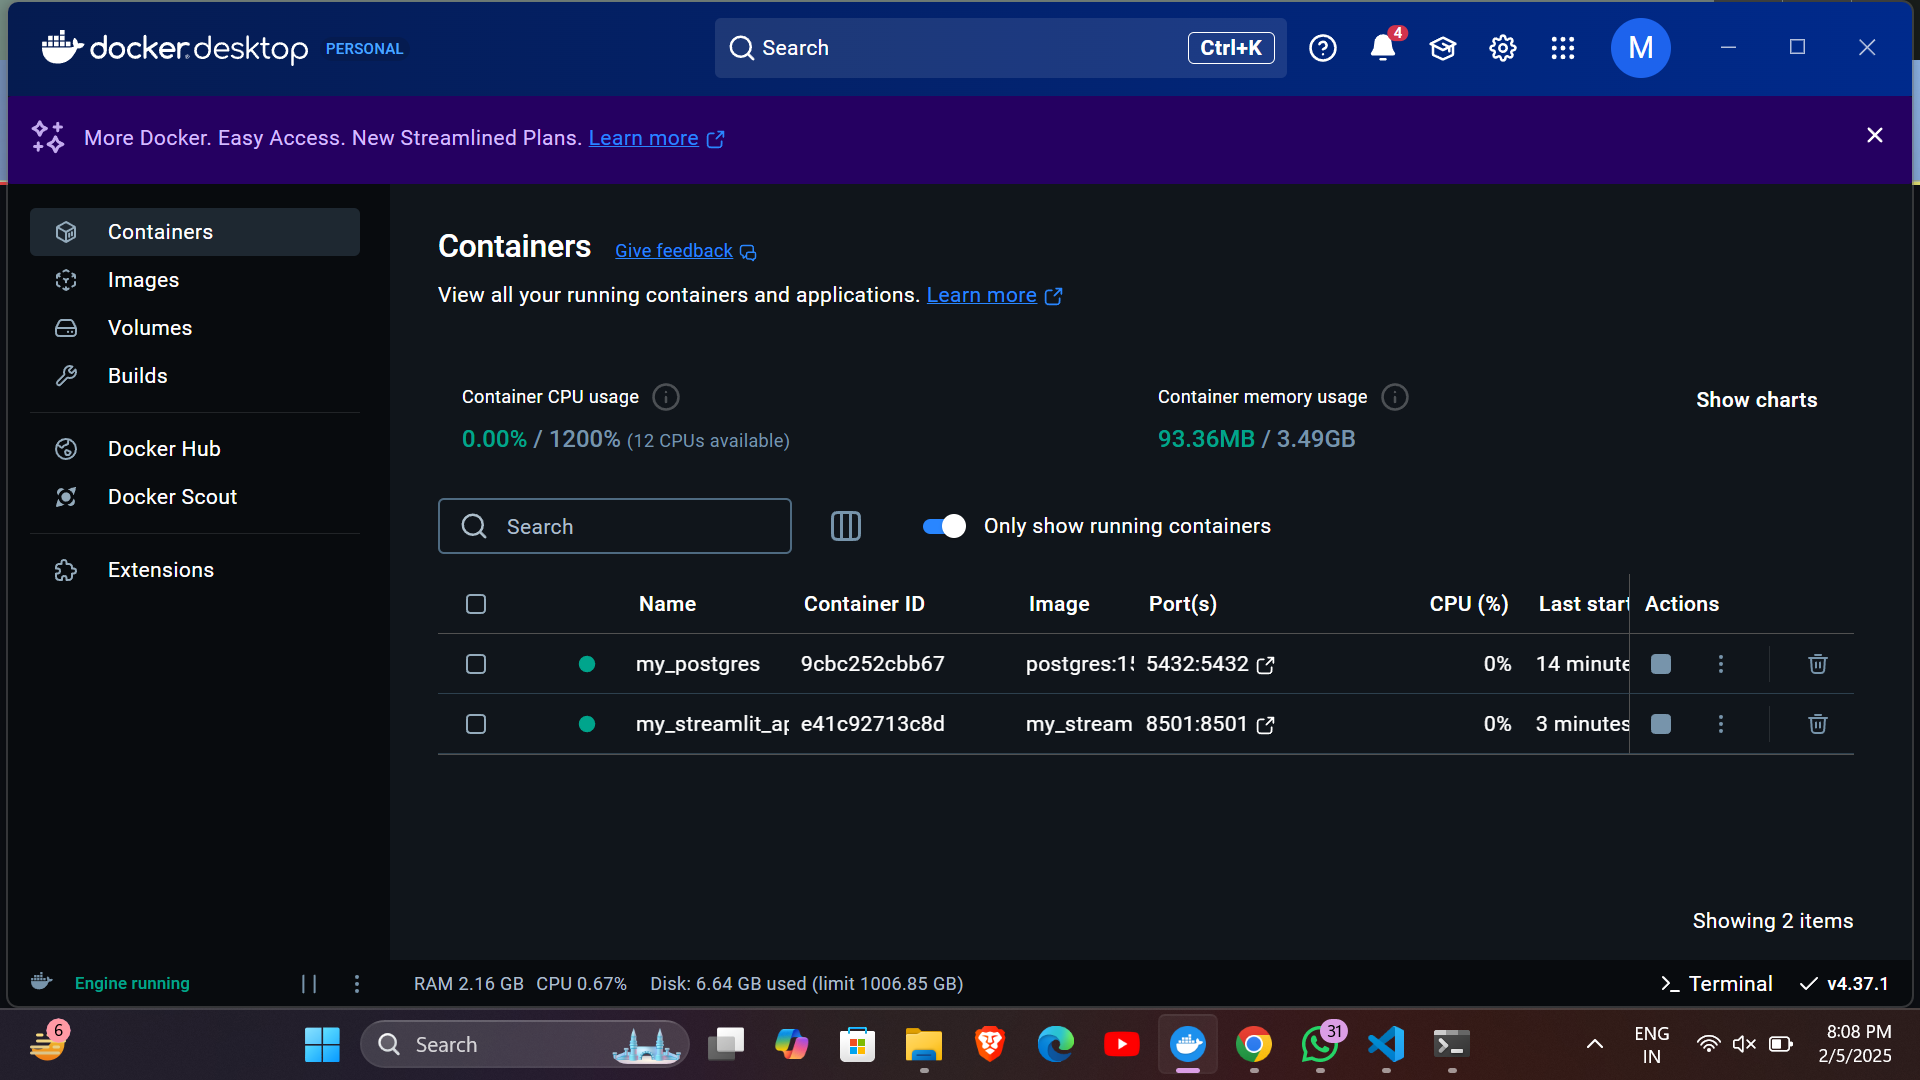 docker desktop PERSONAL Search Ctrl+K 4 M
More Docker. Easy Access. New Streamlined Plans. Learn more
Containers
Images
Volumes
Builds
Docker Hub
Docker Scout
Extensions
Containers Give feedback
View all your running containers and applications. Learn more
Container CPU usage
0.00% / 1200% (12 CPUs available)
Container memory usage
93.36MB / 3.49GB
Show charts
Search
Only show running containers
Name Container ID Image Port(s) CPU (%) Last start Actions
my_postgres 9cbc252cbb67 postgres:15 5432:5432 0% 14 minute
my_streamlit_ap e41c92713c8d my_stream 8501:8501 0% 3 minutes
Showing 2 items
Engine running RAM 2.16 GB CPU 0.67% Disk: 6.64 GB used (limit 1006.85 GB) Terminal v4.37.1
6 Search 31
ENG
IN
8:08 PM
2/5/2025